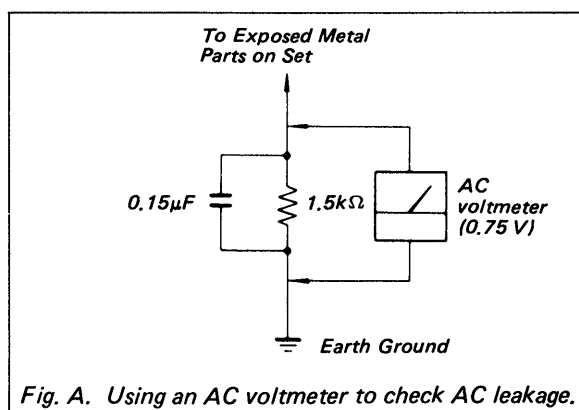 To Exposed Metal
Parts on Set
0.15µF
1.5kΩ
AC
voltmeter
(0.75 V)
Earth Ground
Fig. A. Using an AC voltmeter to check AC leakage.